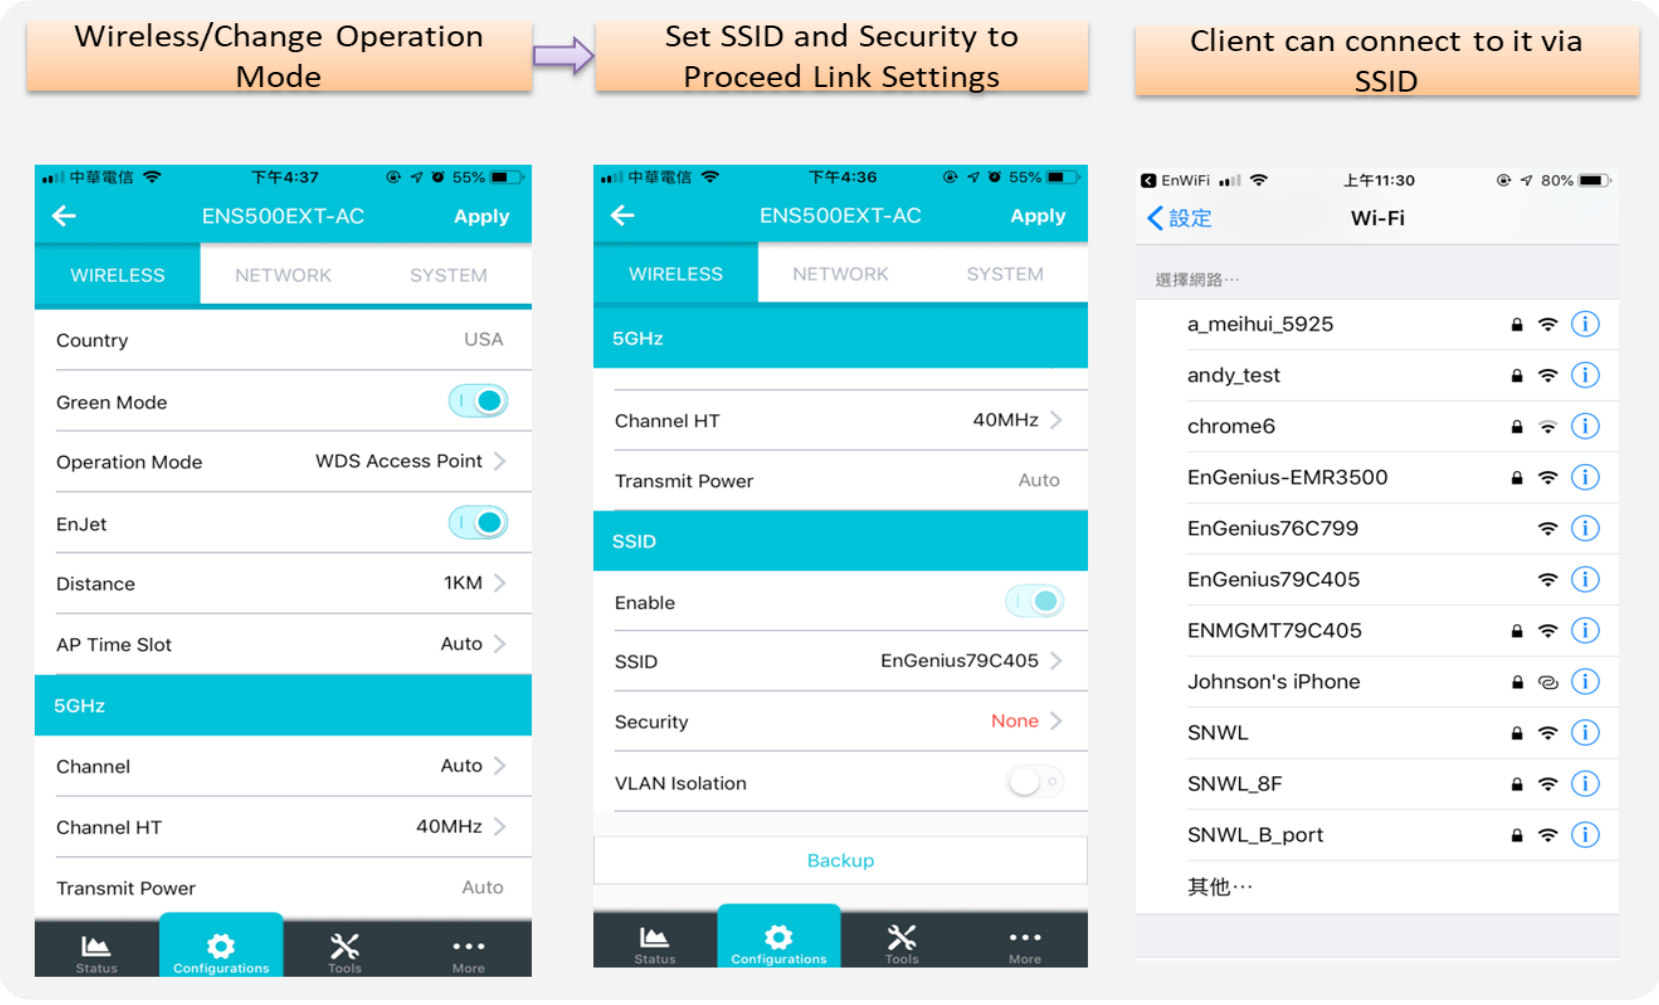 Wireless/Change Operation
Mode
Set SSID and Security to
Proceed Link Settings
Client can connect to it via
SSID
中華電信 下午4:37 55%
ENS500EXT-AC Apply
WIRELESS NETWORK SYSTEM
Country USA
Green Mode
Operation Mode WDS Access Point
EnJet
Distance 1KM
AP Time Slot Auto
5GHz
Channel Auto
Channel HT 40MHz
Transmit Power Auto
Status Configurations Tools More
中華電信 下午4:36 55%
ENS500EXT-AC Apply
WIRELESS NETWORK SYSTEM
5GHz
Channel HT 40MHz
Transmit Power Auto
SSID
Enable
SSID EnGenius79C405
Security None
VLAN Isolation
Backup
Status Configurations Tools More
EnWiFi 上午11:30 80%
設定 Wi-Fi
選擇網路…
a_meihui_5925
andy_test
chrome6
EnGenius-EMR3500
EnGenius76C799
EnGenius79C405
ENMGMT79C405
Johnson's iPhone
SNWL
SNWL_8F
SNWL_B_port
其他…